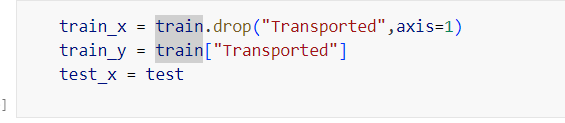 train_x = train.drop("Transported",axis=1)
train_y = train["Transported"]
test_x = test
]